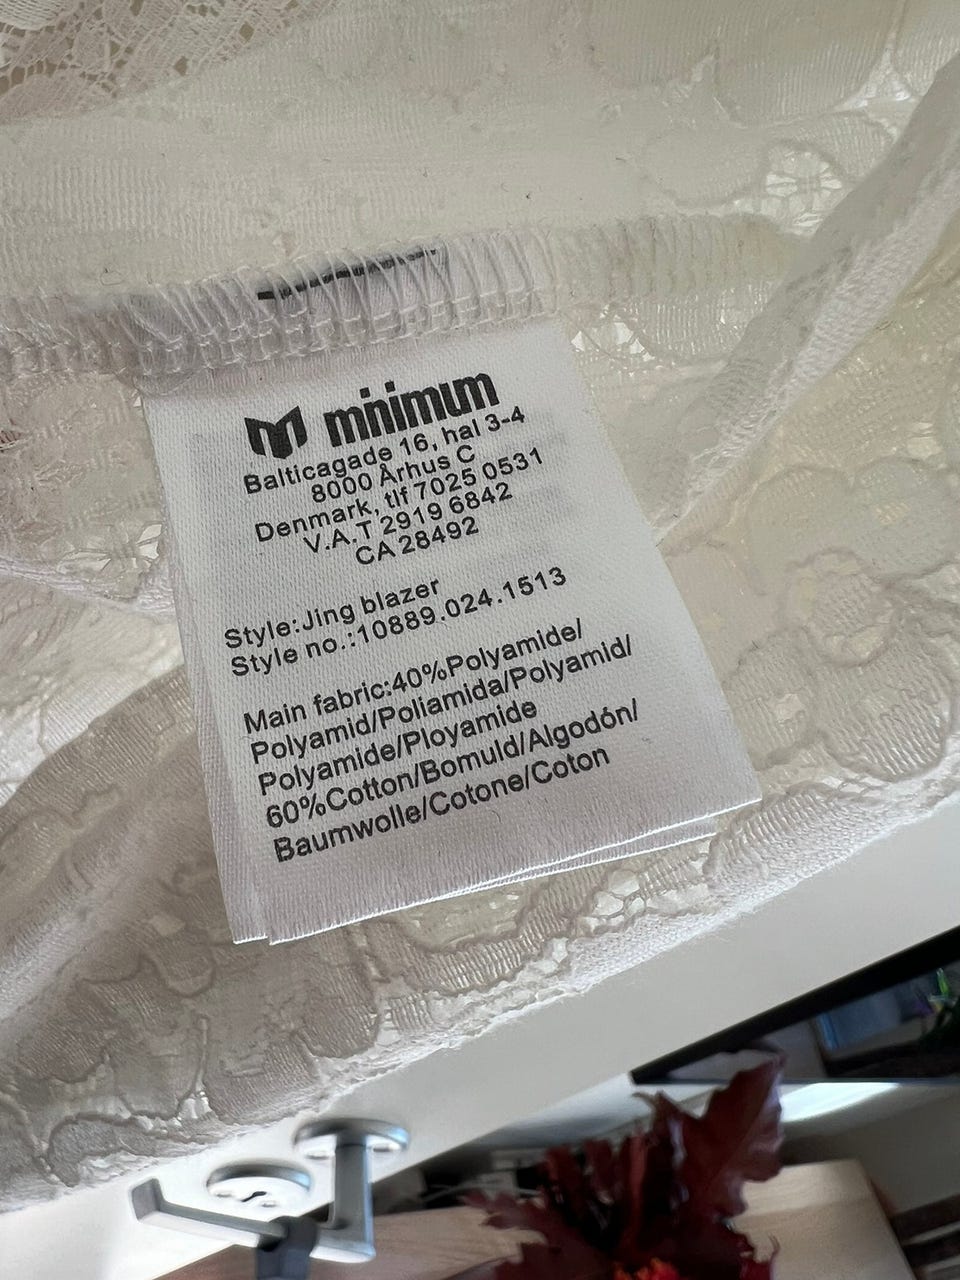 minimum
Balticagade 16, hal 3-4
8000 Århus C
Denmark, tlf 7025 0531
V.A.T 2919 6842
CA 28492
Style:Jing blazer
Style no.:10889.024.1513
Main fabric:40%Polyamide/
Polyamid/Poliamida/Polyamid/
Polyamide/Ployamide
60%Cotton/Bomuld/Algodón/
Baumwolle/Cotone/Coton